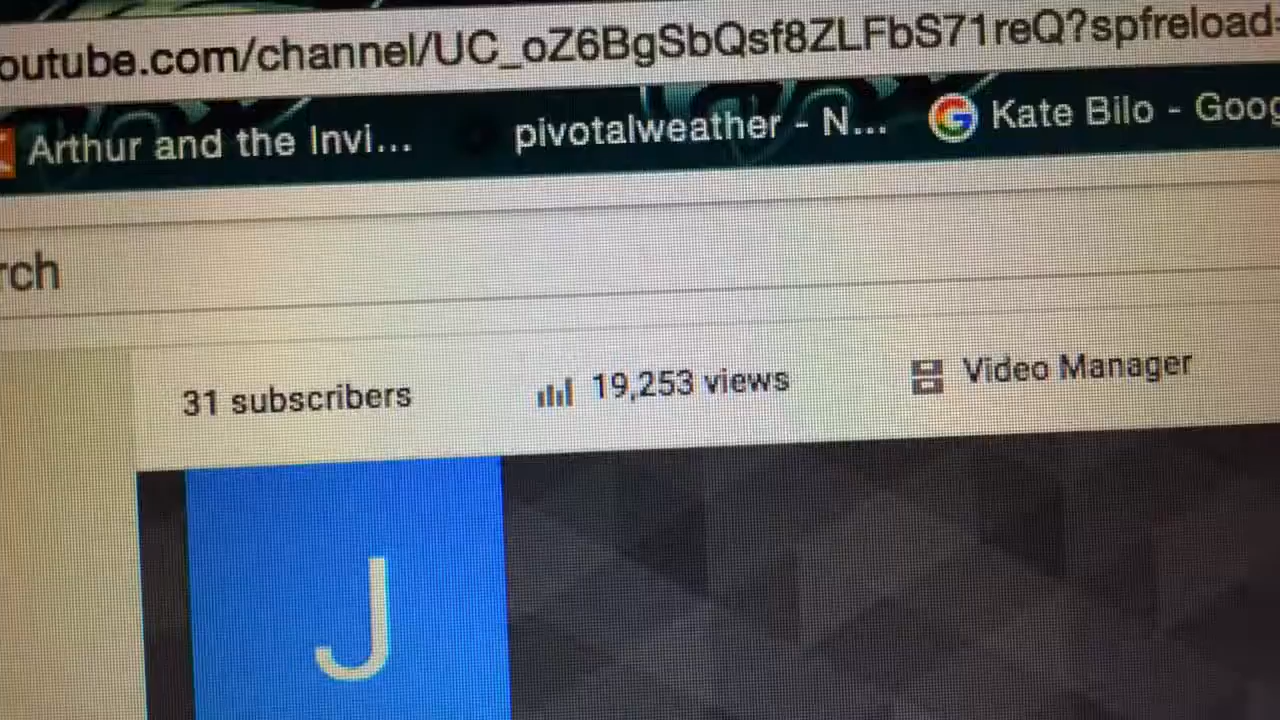 outube.com/channel/UC_oZ6BgSbQsf8ZLFbS71reQ?spfreload
Arthur and the Invi... pivotalweather - N... Kate Bilo - Goog
rch
31 subscribers 19,253 views Video Manager
J